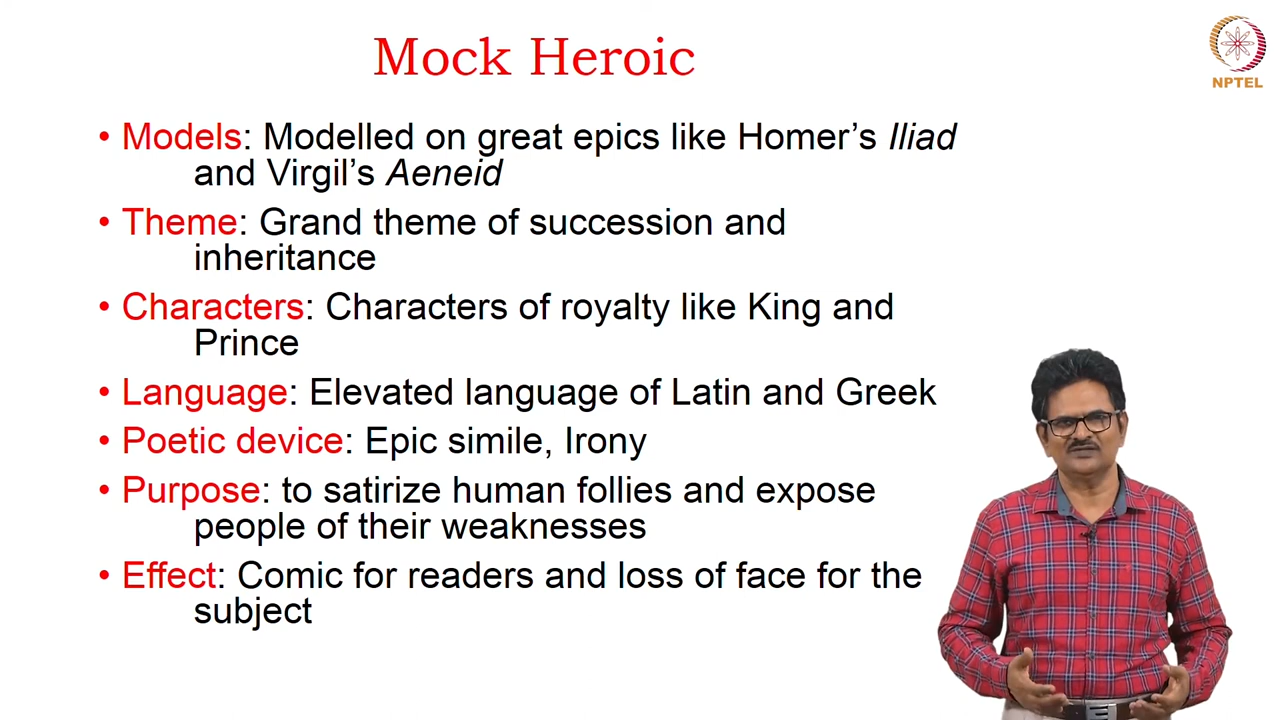 Mock Heroic
NPTEL
• Models: Modelled on great epics like Homer’s Iliad
and Virgil’s Aeneid
• Theme: Grand theme of succession and
inheritance
• Characters: Characters of royalty like King and
Prince
• Language: Elevated language of Latin and Greek
• Poetic device: Epic simile, Irony
• Purpose: to satirize human follies and expose
people of their weaknesses
• Effect: Comic for readers and loss of face for the
subject